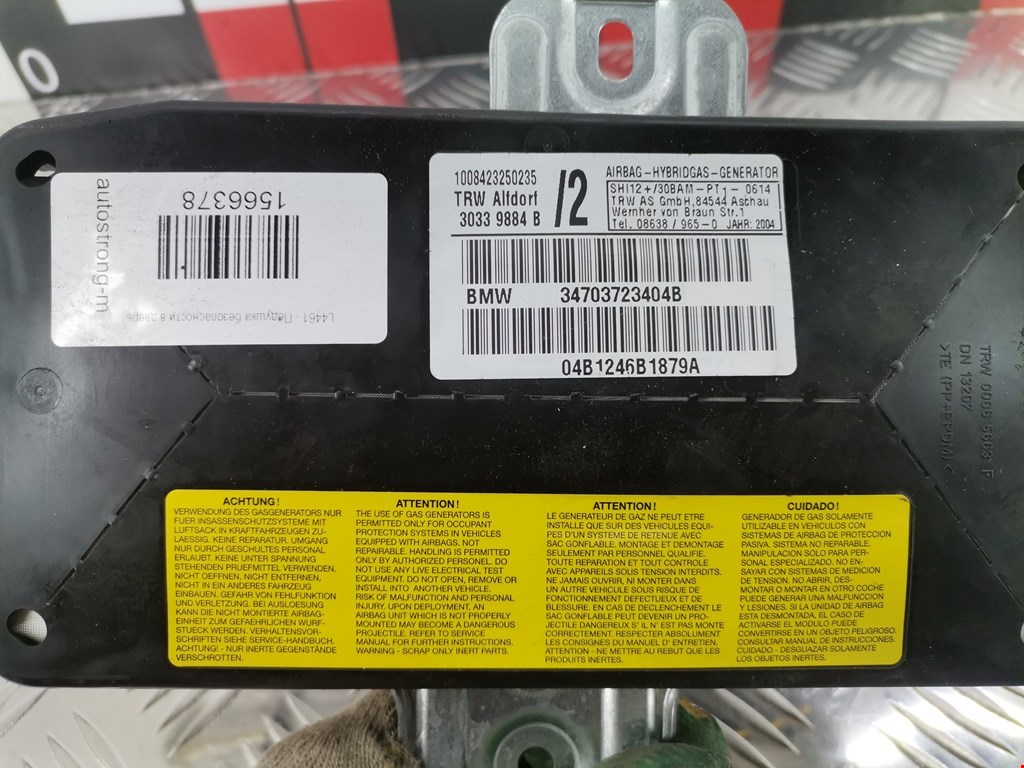 0
1566378
autostrong-m
L4461 - Подушка безопасности в дверь
1008423250235
TRW Alfdorf
3033 9884 B
/2
AIRBAG-HYBRIDGAS-GENERATOR
SHI12+/308AM-PT1-0614
TRW AS GmbH,84544 Aschau
Wernher von Braun Str.1
Tel. 08638/965-0 JAHR: 2004
BMW 34703723404B
04B1246B1879A
TRW 0006 6693 F
DN 13207
>TE (PP+EPDM)<
ACHTUNG!
VERWENDUNG DES GASGENERATORS NUR
FUER INSASSENSCHUTZSYSTEME MIT
LUFTSACK IN KRAFTFAHRZEUGEN ZU-
LAESSIG. KEINE REPARATUR. UMGANG
NUR DURCH GESCHULTES PERSONAL
ERLAUBT. KEINE UNTER SPANNUNG
STEHENDEN PRUEFMITTEL VERWENDEN.
NICHT OEFFNEN, NICHT ENTFERNEN,
NICHT IN EIN ANDERES FAHRZEUG
EINBAUEN. GEFAHR VON FEHLFUNKTION
UND VERLETZUNG. BEI AUSLOESUNG
KANN DIE NICHT MONTIERTE AIRBAG-
EINHEIT ZUM GEFAEHRLICHEN WURF-
STUECK WERDEN. VERHALTENSVOR-
SCHRIFTEN SIEHE SERVICE-HANDBUCH.
ACHTUNG! - NUR INERTE GEGENSTÄNDE
VERSCHROTTEN.
ATTENTION!
THE USE OF GAS GENERATORS IS
PERMITTED ONLY FOR OCCUPANT
PROTECTION SYSTEMS IN VEHICLES
EQUIPPED WITH AIRBAGS. NOT
REPAIRABLE. HANDLING IS PERMITTED
ONLY BY AUTHORIZED PERSONEL. DO
NOT USE ANY LIVE ELECTRICAL TEST
EQUIPMENT. DO NOT OPEN, REMOVE OR
INSTALL INTO ANOTHER VEHICLE.
RISK OF MALFUNCTION AND PERSONAL
INJURY. UPON DEPLOYMENT, AN
AIRBAG UNIT WHICH IS NOT PROPERLY
MOUNTED MAY BECOME A DANGEROUS
PROJECTILE. REFER TO SERVICE
MANUAL FOR FURTHER INSTRUCTIONS.
WARNING - SCRAP ONLY INERT PARTS.
ATTENTION!
LE GENERATEUR DE GAZ NE PEUT ETRE
INSTALLE QUE SUR DES VEHICULES EQUI-
PES D'UN SYSTEME DE RETENUE AVEC
SAC GONFLABLE. MONTAGE ET DEMONTAGE
SEULEMENT PAR PERSONNEL QUALIFIE.
TOUTE REPARATION ET TOUT CONTROLE
AVEC APPAREILS SOUS TENSION INTERDITS.
NE JAMAIS OUVRIR, NI MONTER DANS
UN AUTRE VEHICULE SOUS RISQUE DE
FONCTIONNEMENT DEFECTUEUX ET DE
BLESSURE. EN CAS DE DECLENCHEMENT LE
SAC GONFLABLE PEUT DEVENIR UN PRO-
JECTILE DANGEREUX S' IL N' EST PAS MONTE
CORRECTEMENT. RESPECTER ABSOLUMENT
LES CONSIGNES DU MANUEL D' ENTRETIEN.
ATTENTION - NE METTRE AU REBUT QUE LES
PRODUITS INERTES.
CUIDADO!
GENERADOR DE GAS SOLAMENTE
UTILIZABLE EN VEHICULOS CON
SISTEMAS DE AIRBAG DE PROTECCION
PASIVA. SISTEMA NO REPARABLE.
MANIPULACION SOLO PARA PER-
SONAL ESPECIALIZADO. NO EN-
SAYAR CON SISTEMAS DE MEDICION
DE TENSION. NO ABRIR, DES-
MONTAR O MONTAR EN OTRO COCHE
PUEDE GENERAR UNA MALFUNCION
Y LESIONES. SI LA UNIDAD DE AIRBAG
ESTA DESMONTADA, EL CASO DE
ACTIVARSE EL MODULO PUEDE
CONVERTIRSE EN UN OBJETO PELIGROSO.
CONSULTAR MANUAL DE INSTRUCCIONES.
CUIDADO - DESGUAZAR SOLAMENTE
LOS OBJETOS INERTES.